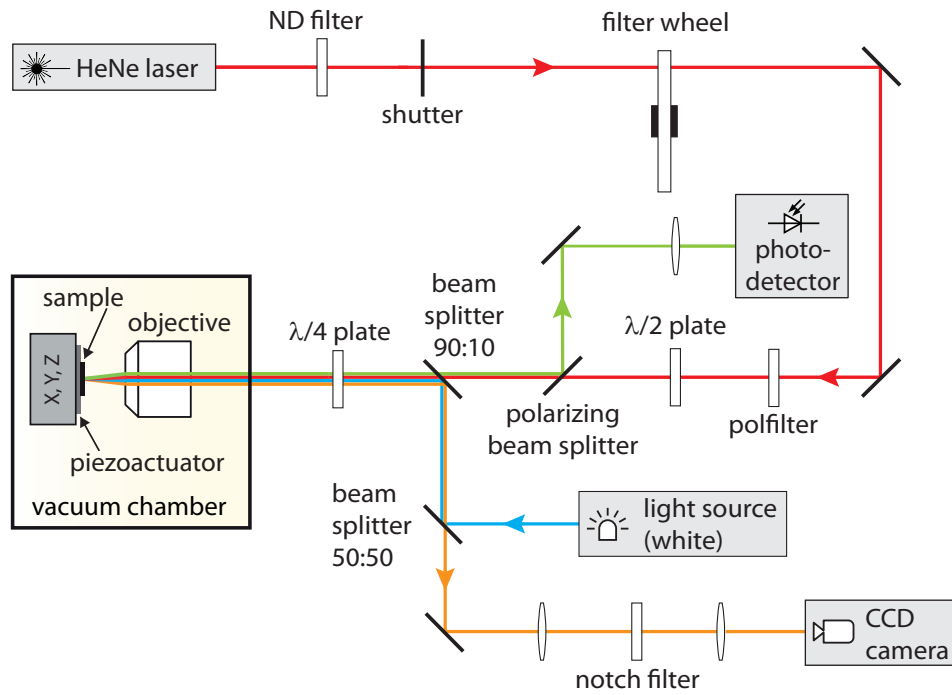 ND filter
filter wheel
HeNe laser
shutter
photo-
detector
sample
objective
X, Y, Z
piezoactuator
vacuum chamber
λ/4 plate
beam
splitter
90:10
λ/2 plate
polarizing
beam splitter
polfilter
beam
splitter
50:50
light source
(white)
notch filter
CCD
camera